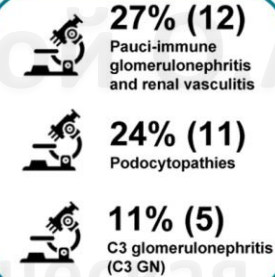 27% (12)
Pauci-immune
glomerulonephritis
and renal vasculitis
24% (11)
Podocytopathies
11% (5)
C3 glomerulonephritis
(C3 GN)